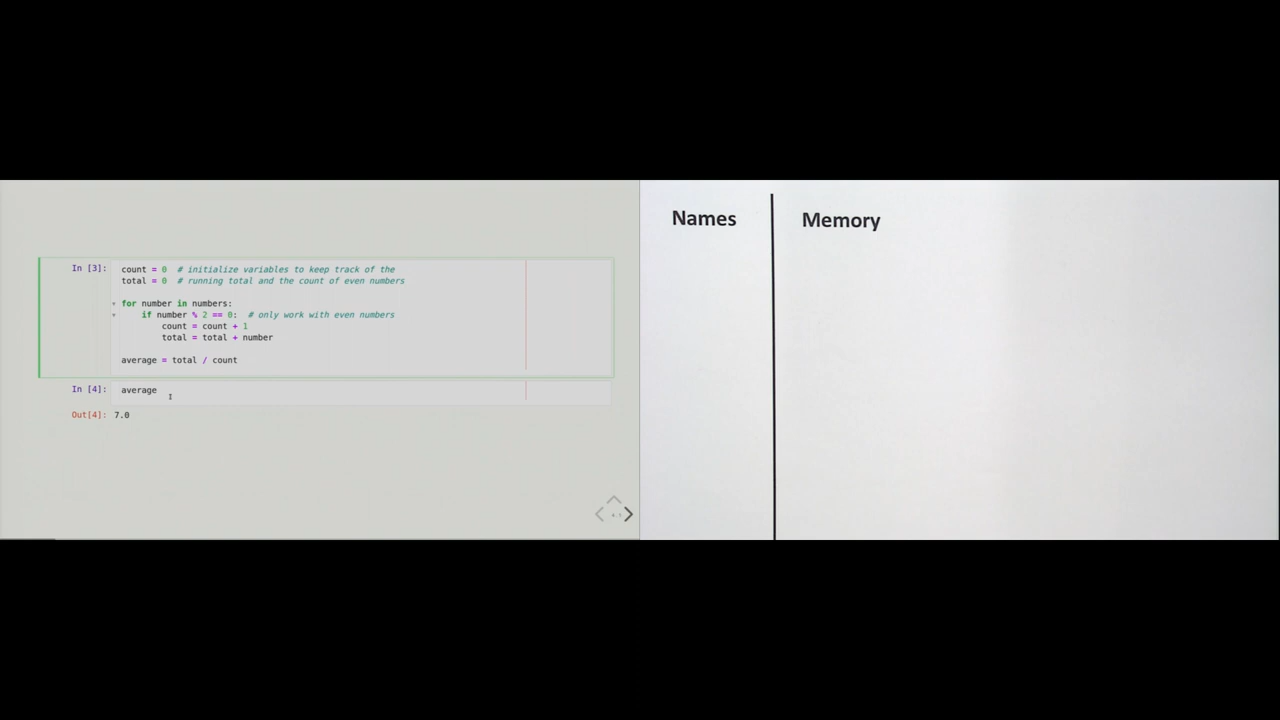 In [3]:
count = 0  # initialize variables to keep track of the
total = 0  # running total and the count of even numbers
for number in numbers:
if number % 2 == 0:  # only work with even numbers
count = count + 1
total = total + number
average = total / count
In [4]:
average
Out[4]: 7.0
Names
Memory